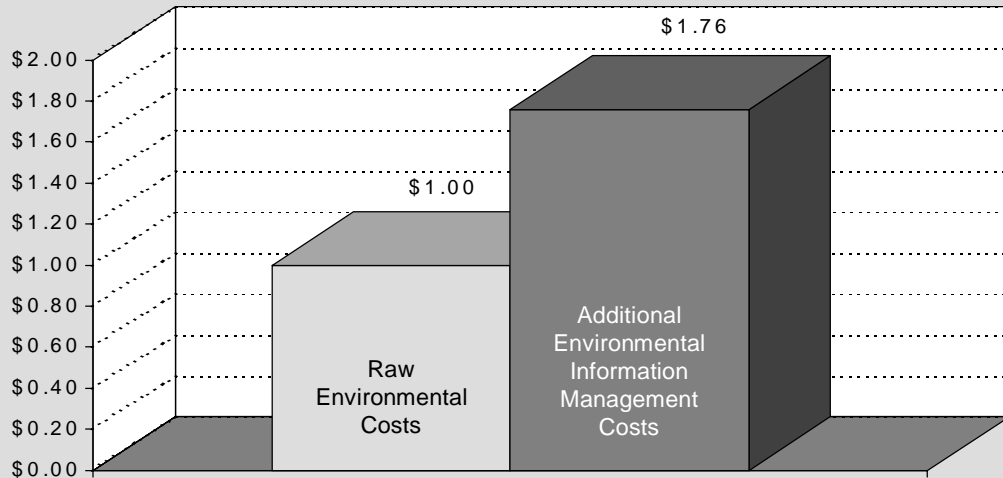 $1.76
$2.00
$1.80
$1.60
$1.40
$1.00
$1.20
$1.00
$0.80
$0.60
$0.40
$0.20
$0.00
Raw
Environmental
Costs
Additional
Environmental
Information
Management
Costs